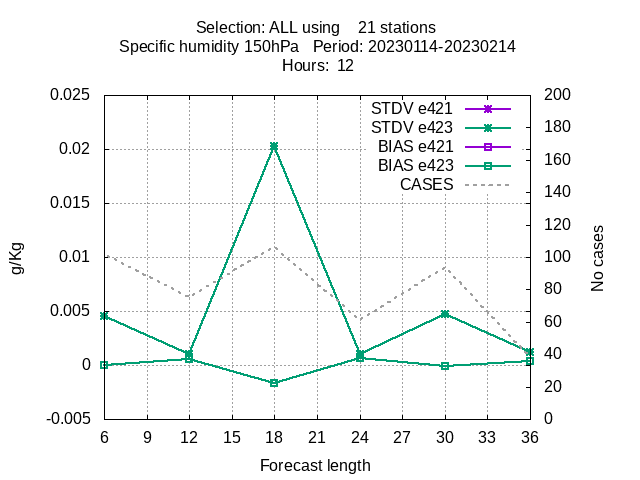 Selection: ALL using    21 stations
Specific humidity 150hPa   Period: 20230114-20230214
Hours:  12
0.025
0.02
0.015
0.01
0.005
0
-0.005
g/Kg
STDV e421
STDV e423
BIAS e421
BIAS e423
CASES
200
180
160
140
120
100
80
60
40
20
0
No cases
6 9 12 15 18 21 24 27 30 33 36
Forecast length